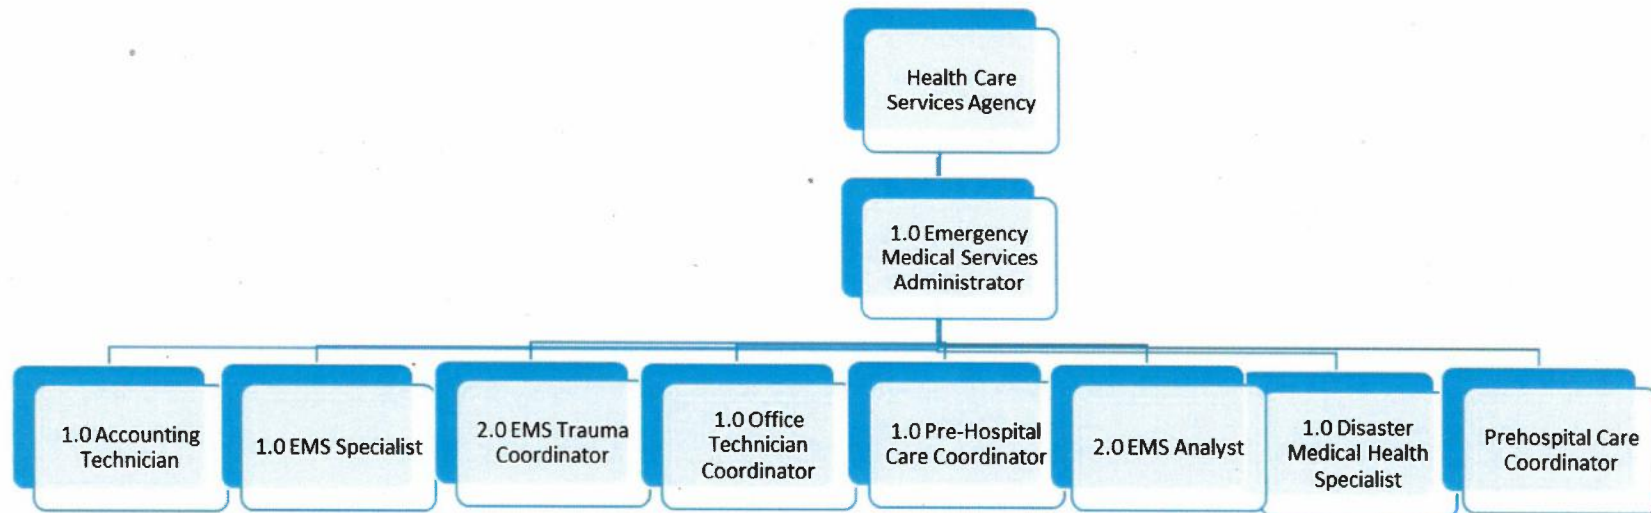 Health Care
Services Agency
1.0 Emergency
Medical Services
Administrator
1.0 Accounting
Technician
1.0 EMS Specialist
2.0 EMS Trauma
Coordinator
1.0 Office
Technician
Coordinator
1.0 Pre-Hospital
Care Coordinator
2.0 EMS Analyst
1.0 Disaster
Medical Health
Specialist
Prehospital Care
Coordinator